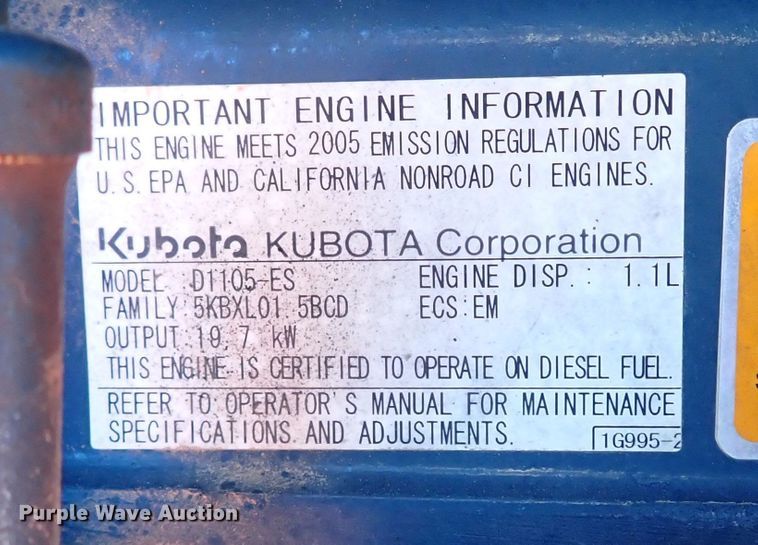 IMPORTANT ENGINE INFORMATION
THIS ENGINE MEETS 2005 EMISSION REGULATIONS FOR
U.S. EPA AND CALIFORNIA NONROAD CI ENGINES.
Kubota KUBOTA Corporation
MODEL D1105-ES ENGINE DISP.: 1.1L
FAMILY 5KBXL01.5BCD ECS:EM
OUTPUT 19.7 kW
THIS ENGINE IS CERTIFIED TO OPERATE ON DIESEL FUEL.
REFER TO OPERATOR'S MANUAL FOR MAINTENANCE
SPECIFICATIONS AND ADJUSTMENTS. 1G995-2
Purple Wave Auction